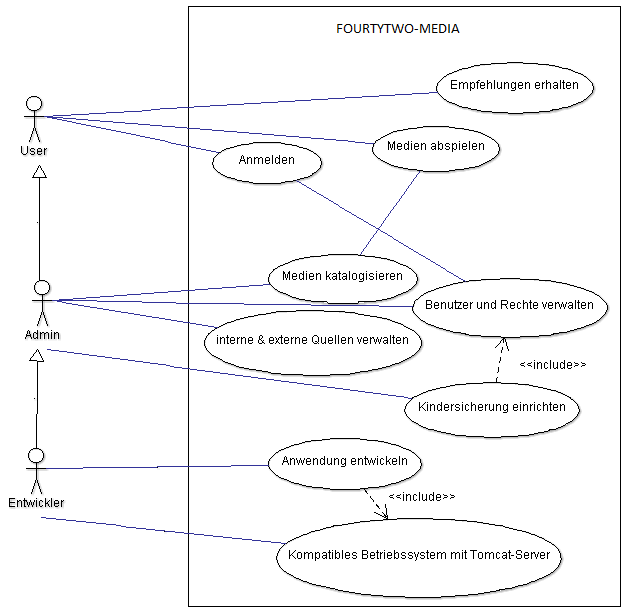 FOURTYTWO-MEDIA
Empfehlungen erhalten
User
Medien abspielen
Anmelden
Medien katalogisieren
Benutzer und Rechte verwalten
Admin
interne & externe Quellen verwalten
<<include>>
Kindersicherung einrichten
Anwendung entwickeln
Entwickler
<<include>>
Kompatibles Betriebssystem mit Tomcat-Server